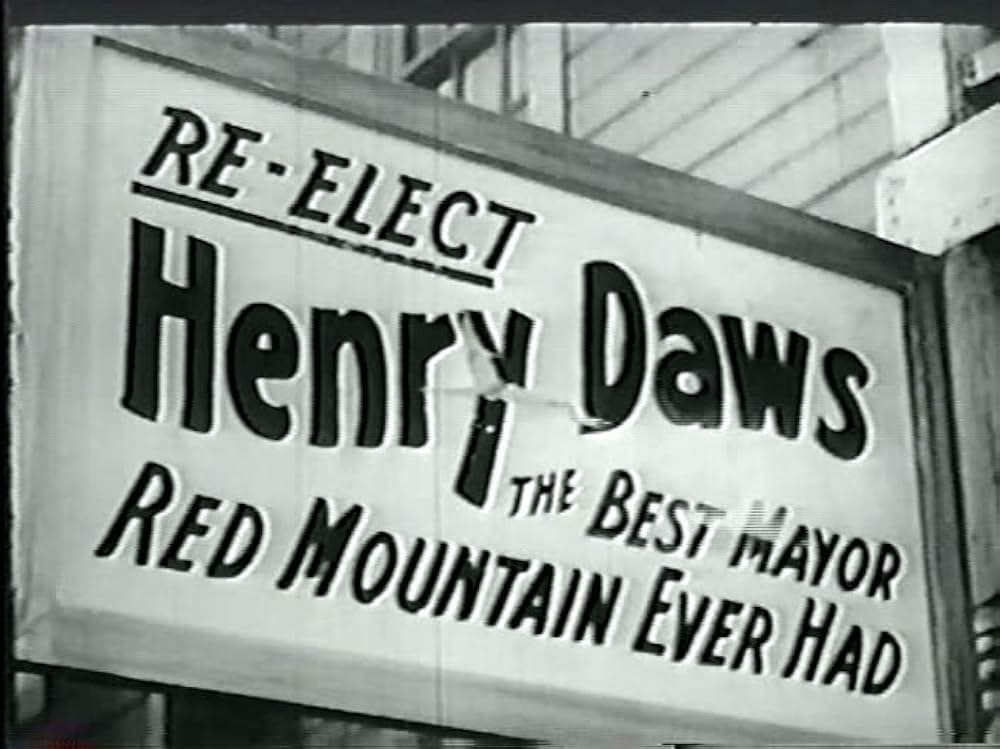 RE-ELECT
Henry Daws
THE BEST MAYOR
RED MOUNTAIN EVER HAD